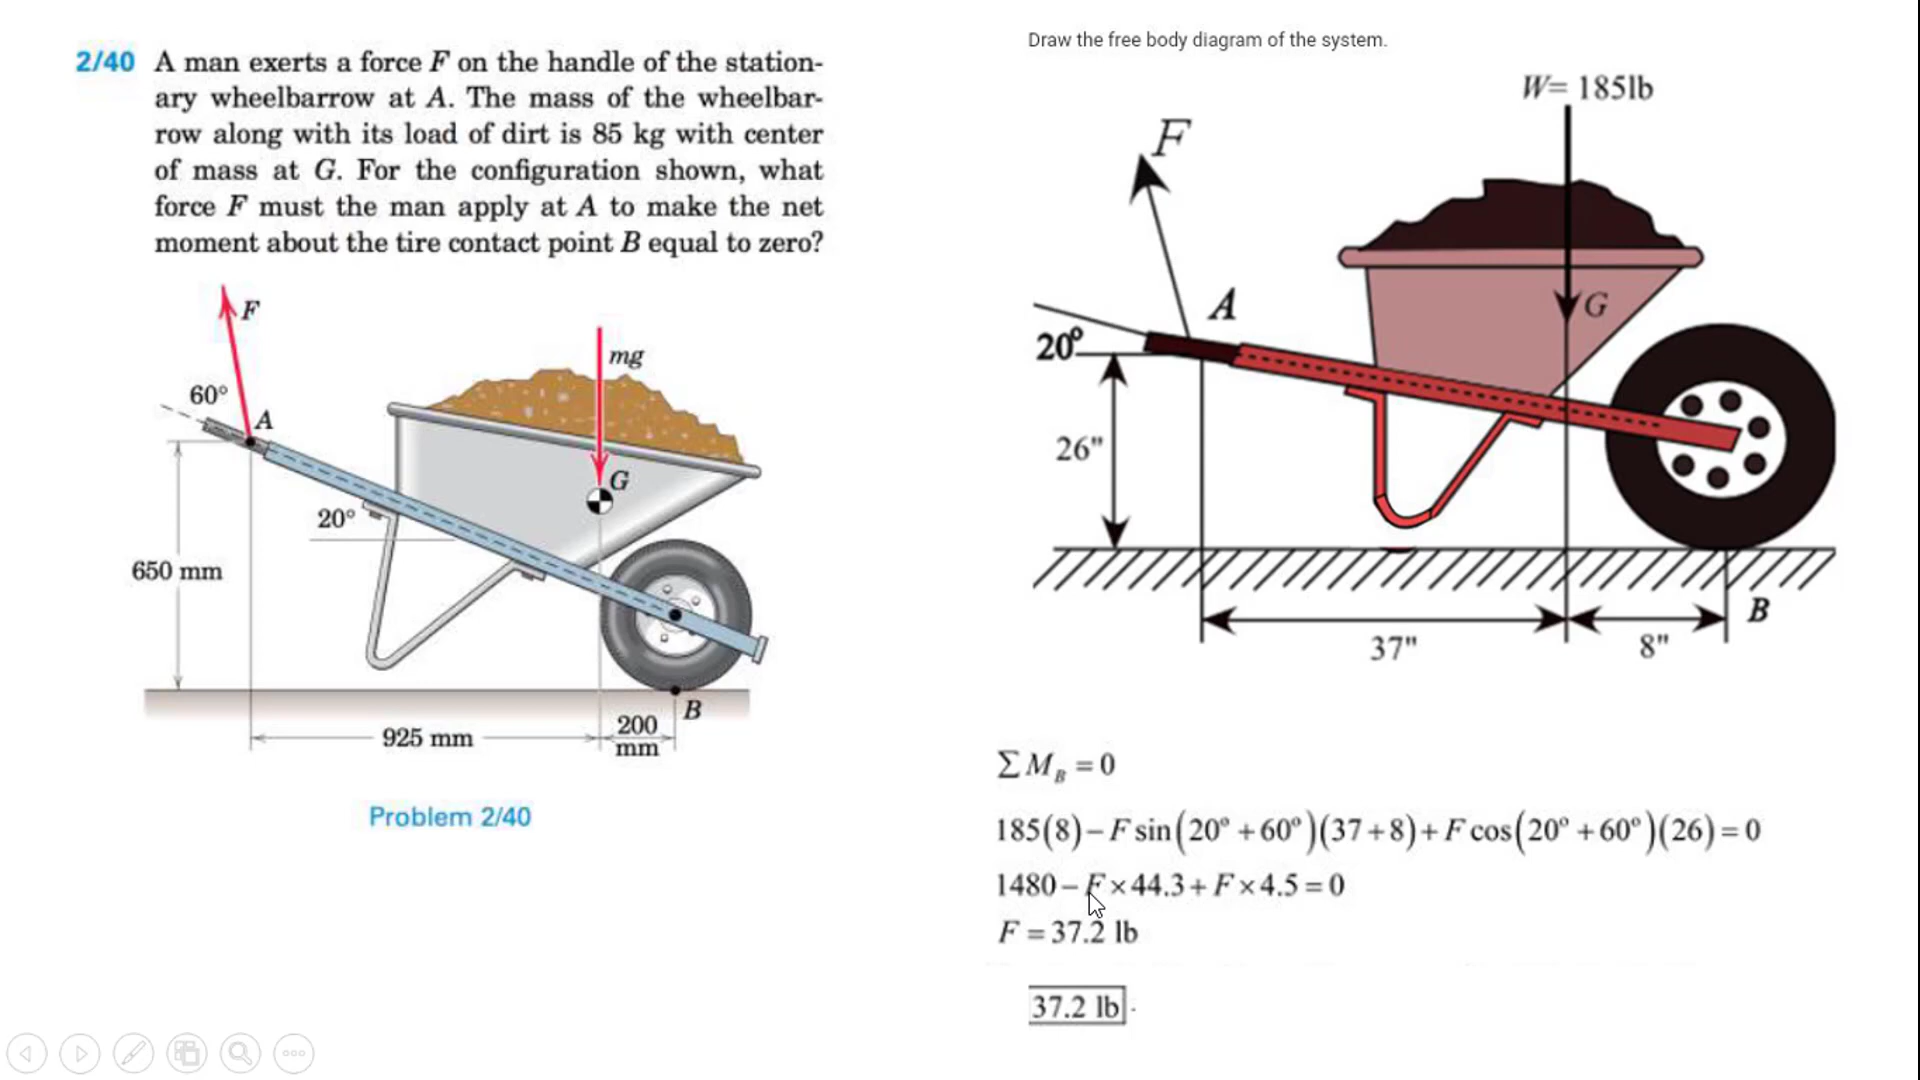 2/40 A man exerts a force F on the handle of the station-
ary wheelbarrow at A. The mass of the wheelbar-
row along with its load of dirt is 85 kg with center
of mass at G. For the configuration shown, what
force F must the man apply at A to make the net
moment about the tire contact point B equal to zero?
F
mg
60°
A
G
20°
650 mm
B
925 mm
200
mm
Problem 2/40
Draw the free body diagram of the system.
W= 185lb
F
A
G
20°
26"
B
37"
8"
∑M_B = 0
185(8) − F sin(20° + 60°)(37 + 8) + F cos(20° + 60°)(26) = 0
1480 − F × 44.3 + F × 4.5 = 0
F = 37.2 lb
37.2 lb .